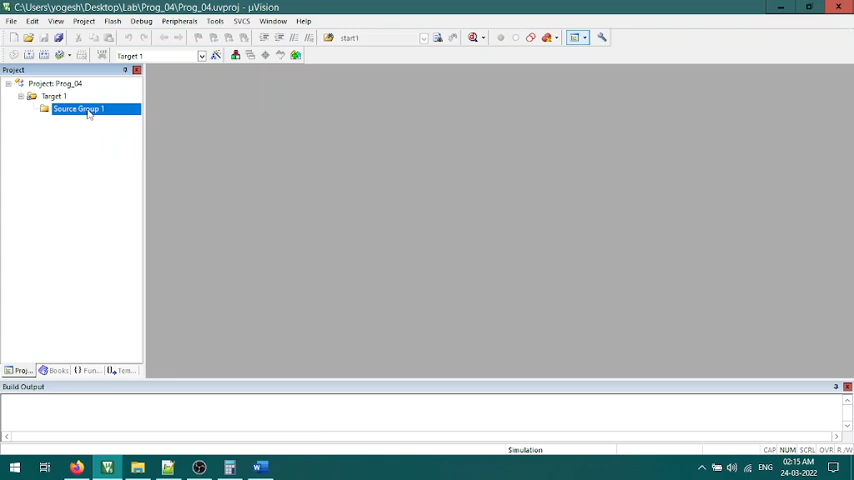 C:\Users\yogesh\Desktop\Lab\Prog_04\Prog_04.uvproj - µVision
File Edit View Project Flash Debug Peripherals Tools SVCS Window Help
start1
Target 1
Project
Project: Prog_04
Target 1
Source Group 1
Proj... Books {} Fun... Tem...
Build Output
Simulation
CAP NUM SCRL OVR R/W
ENG
02:15 AM
24-03-2022